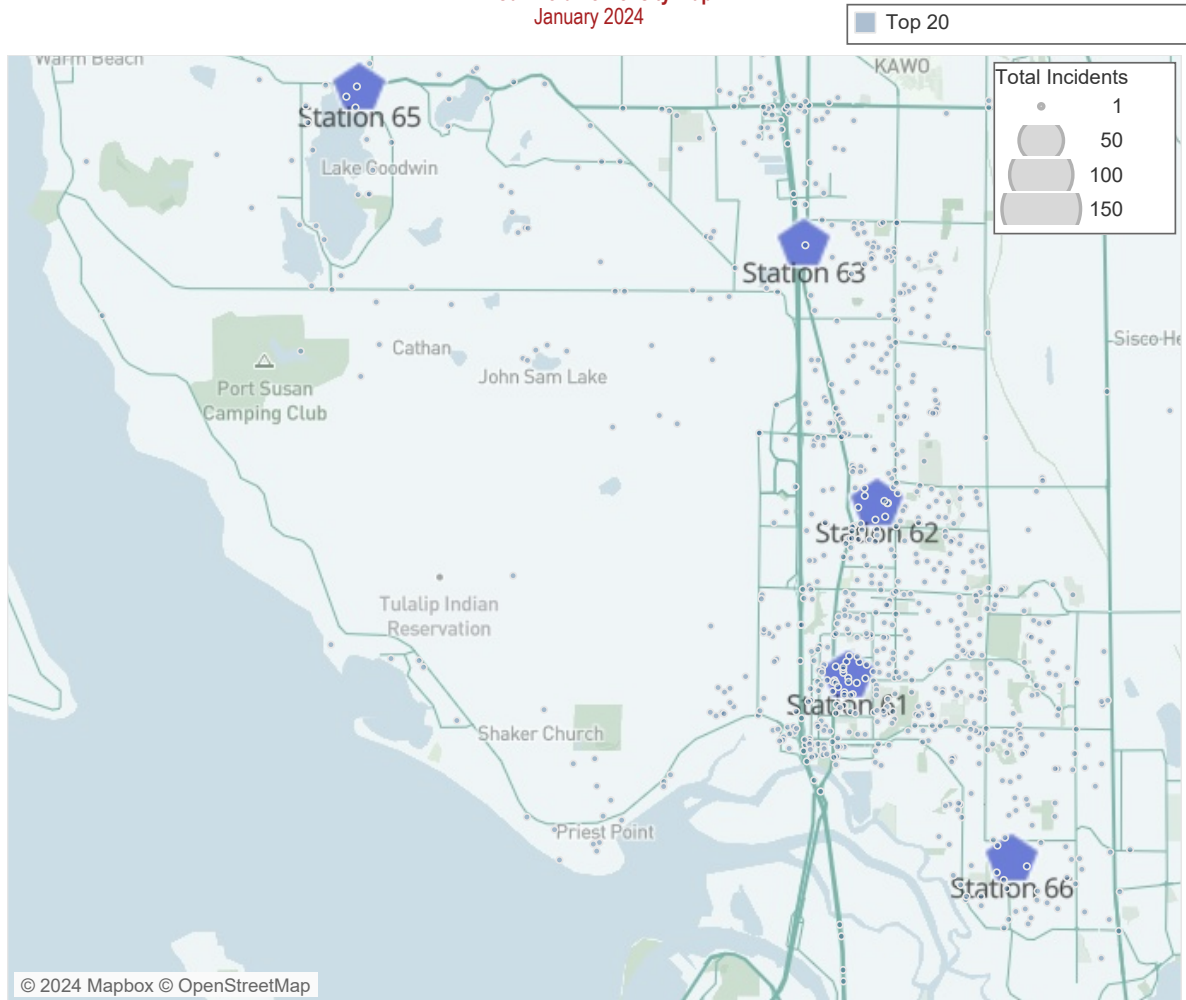 January 2024
Top 20
Warm Beach
KAWO
Total Incidents
1
50
100
150
Station 65
Lake Goodwin
Station 63
Cathan
John Sam Lake
Port Susan
Camping Club
Station 62
Tulalip Indian
Reservation
Station 61
Shaker Church
Priest Point
Station 66
© 2024 Mapbox © OpenStreetMap